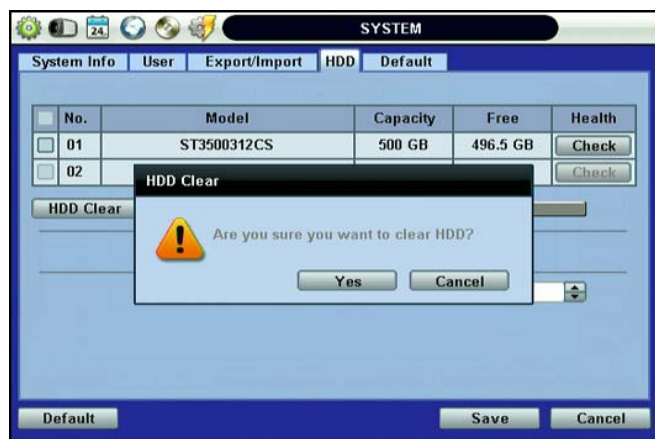 24
SYSTEM
System Info User Export/Import HDD Default
No. Model Capacity Free Health
01 ST3500312CS 500 GB 496.5 GB Check
02 Check
HDD Clear
HDD Clear
Are you sure you want to clear HDD?
Yes Cancel
Default Save Cancel